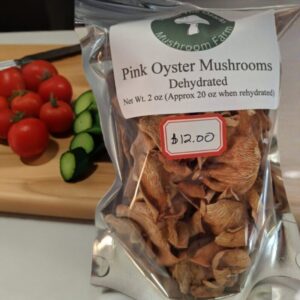 Mushroom Farm
Pink Oyster Mushrooms
Dehydrated
Net Wt. 2 oz (Approx 20 oz when rehydrated)
$12.00